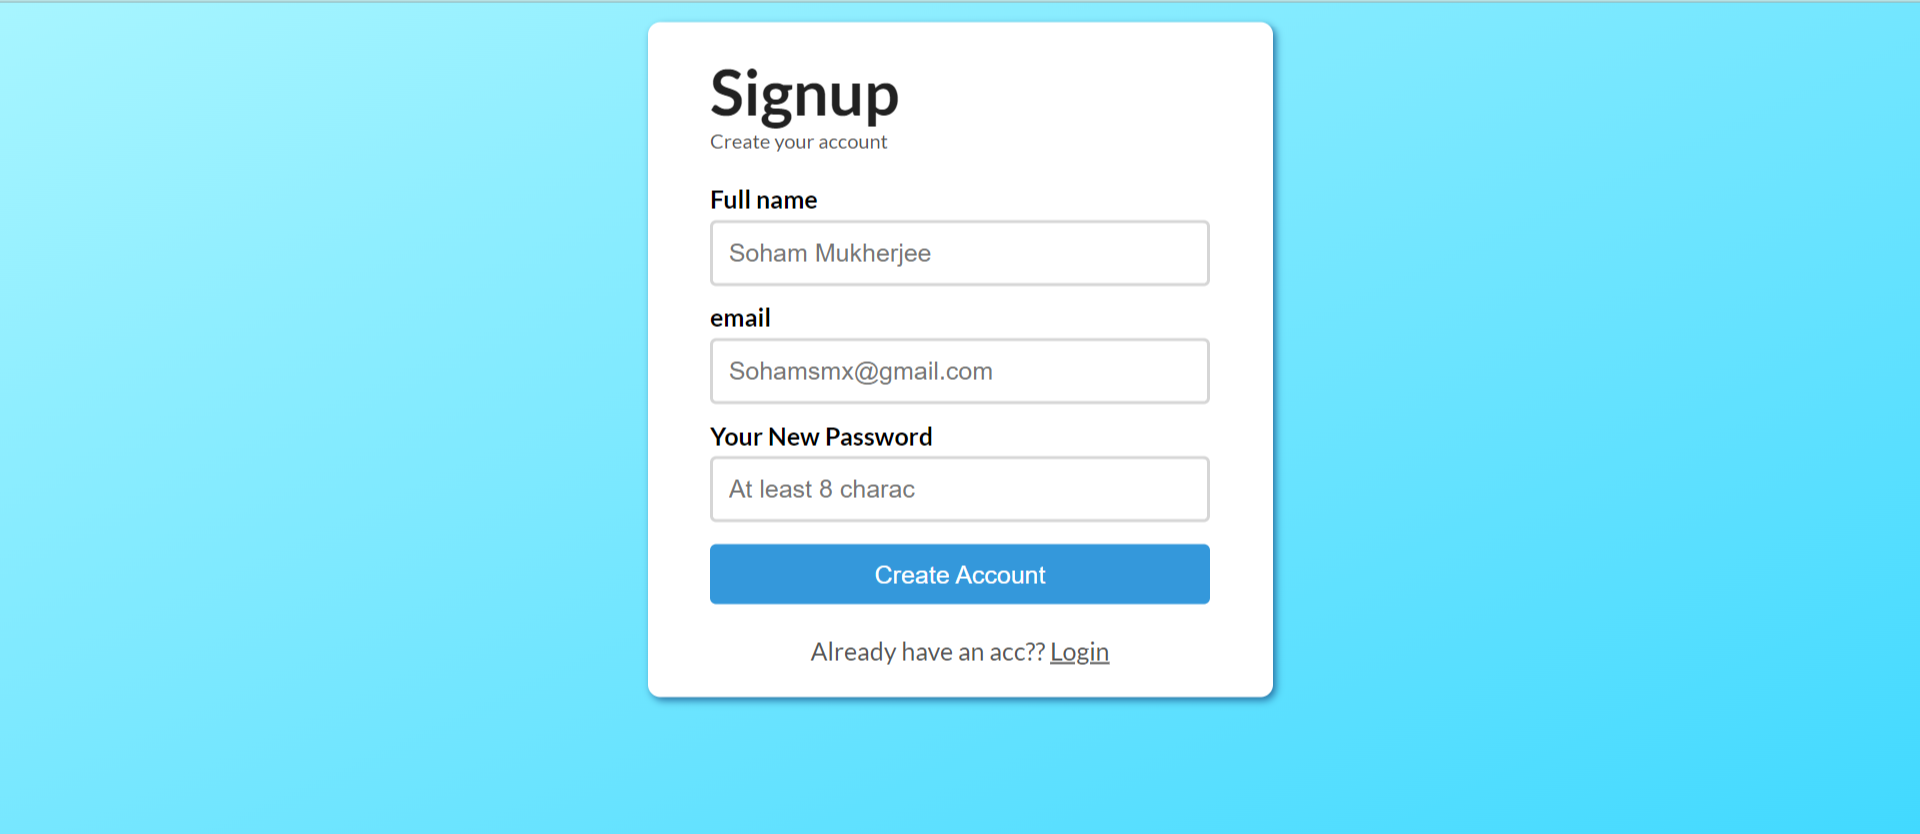 Signup
Create your account
Full name
Soham Mukherjee
email
Sohamsmx@gmail.com
Your New Password
At least 8 charac
Create Account
Already have an acc?? Login